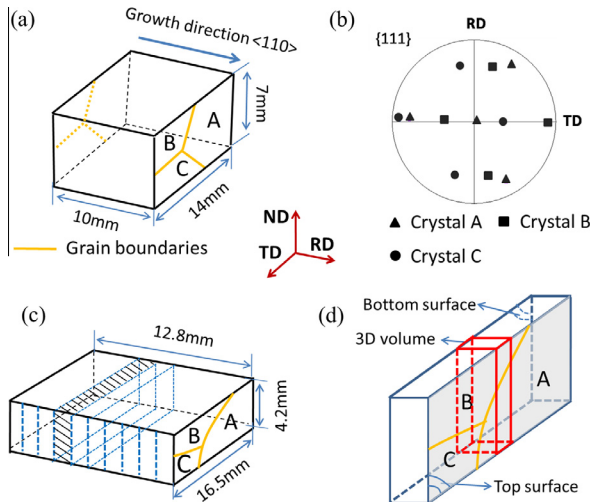 (a)
Growth direction <110>
A
B
C
7mm
10mm
14mm
Grain boundaries
ND
TD
RD
(b)
{111}
RD
TD
Crystal A
Crystal B
Crystal C
(c)
12.8mm
A
B
C
4.2mm
16.5mm
(d)
Bottom surface
3D volume
A
B
C
Top surface